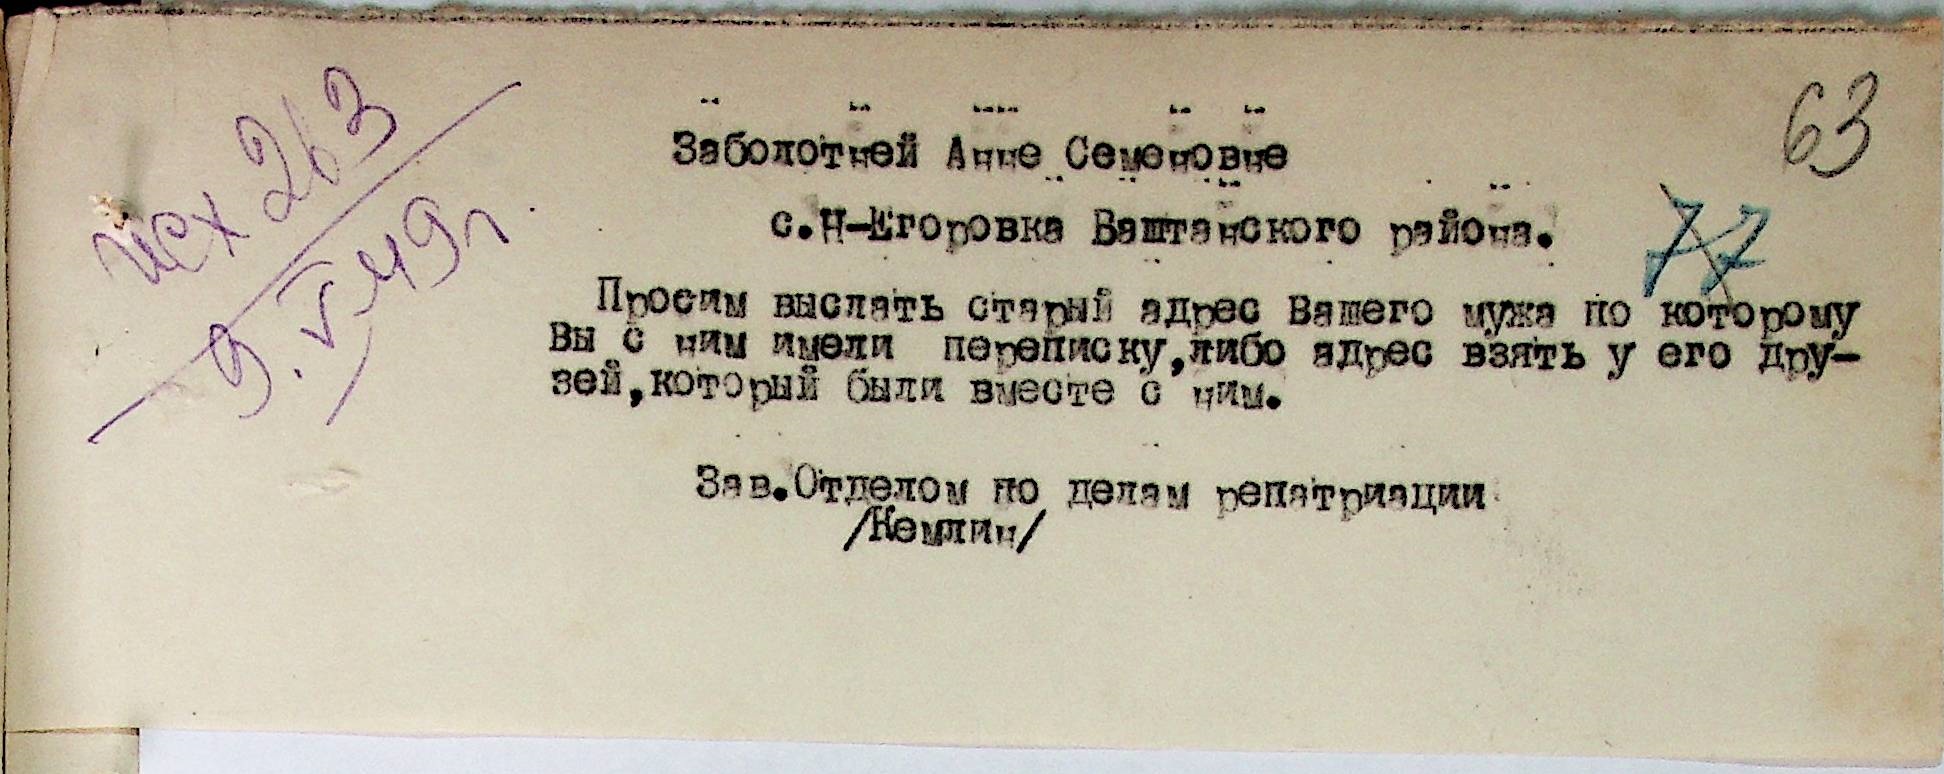 исх 263
9.V-49г
63
Заболотней Анне Семеновне
с.Н-Егоровка Баштанского района.
77
Просим выслать старый адрес Вашего мужа по которому
Вы с ним имели переписку,либо адрес взять у его дру-
зей,который были вместе с ним.
Зав.Отделом по делам репатриации
/Кемлин/